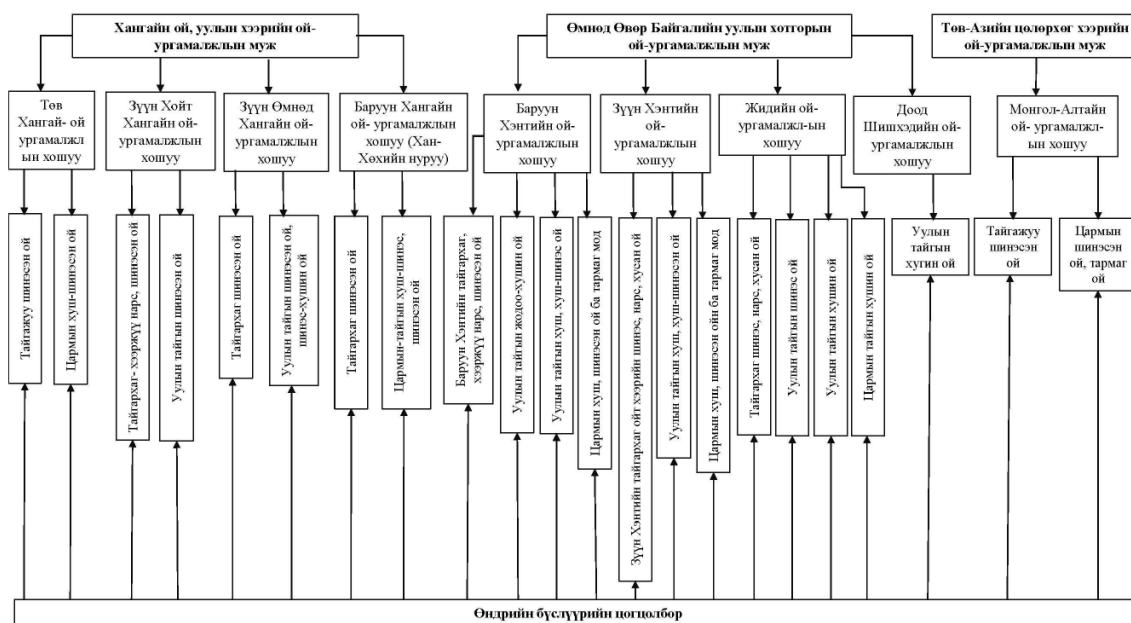 Хангайн ой, уулын хээрийн ой-
ургамалжлын муж
Өмнөд Өвөр Байгалийн уулын хотгорын
ой-ургамалжлын муж
Төв-Азийн цөлөрхөг хээрийн
ой-ургамалжлын муж
Төв
Хангай- ой
ургамалжл
ын хошуу
Зүүн Хойт
Хангайн ой-
ургамалжлын
хошуу
Зүүн Өмнөд
Хангайн ой-
ургамалжлын
хошуу
Баруун Хангайн
ой- ургамалжлын
хошуу (Хан-
Хөхийн нуруу)
Баруун
Хэнтийн ой-
ургамалжлын
хошуу
Зүүн Хэнтийн
ой-
ургамалжлын
хошуу
Жидийн ой-
ургамалжл-ын
хошуу
Доод
Шишхэдийн ой-
ургамалжлын
хошуу
Монгол-Алтайн
ой- ургамалжл-
ын хошуу
Тайгажуу шинэсэн ой
Цармын хуш-шинэсэн ой
Тайгархаг- хээржүү нарс, шинэсэн ой
Уулын тайгын шинэсэн ой
Тайгархаг шинэсэн ой
Уулын тайгын шинэсэн ой,
шинэс-хушин ой
Тайгархаг шинэсэн ой
Цармын-тайгын хуш-шинэс,
шинэсэн ой
Баруун Хэнтийн тайгархаг,
хээржүү нарс, шинэсэн ой
Уулын тайгын жодоо-хушин ой
Уулын тайгын хуш, хуш-шинэс ой
Цармын хуш, шинэсэн ой ба тармаг мод
Зүүн Хэнтийн тайгархаг ойт хээрийн шинэс, нарс, хусан ой
Уулын тайгын хуш, хуш-шинэсэн ой
Цармын хуш, шинэсэн ойн ба тармаг мод
Тайгархаг шинэс, нарс, хусан ой
Уулын тайгын шинэс ой
Уулын тайгын хушин ой
Цармын тайгын хушин ой
Уулын
тайгын
хугин ой
Тайгажуу
шинэсэн
ой
Цармын
шинэсэн
ой, тармаг
ой
Өндрийн бүслүүрийн цогцолбор